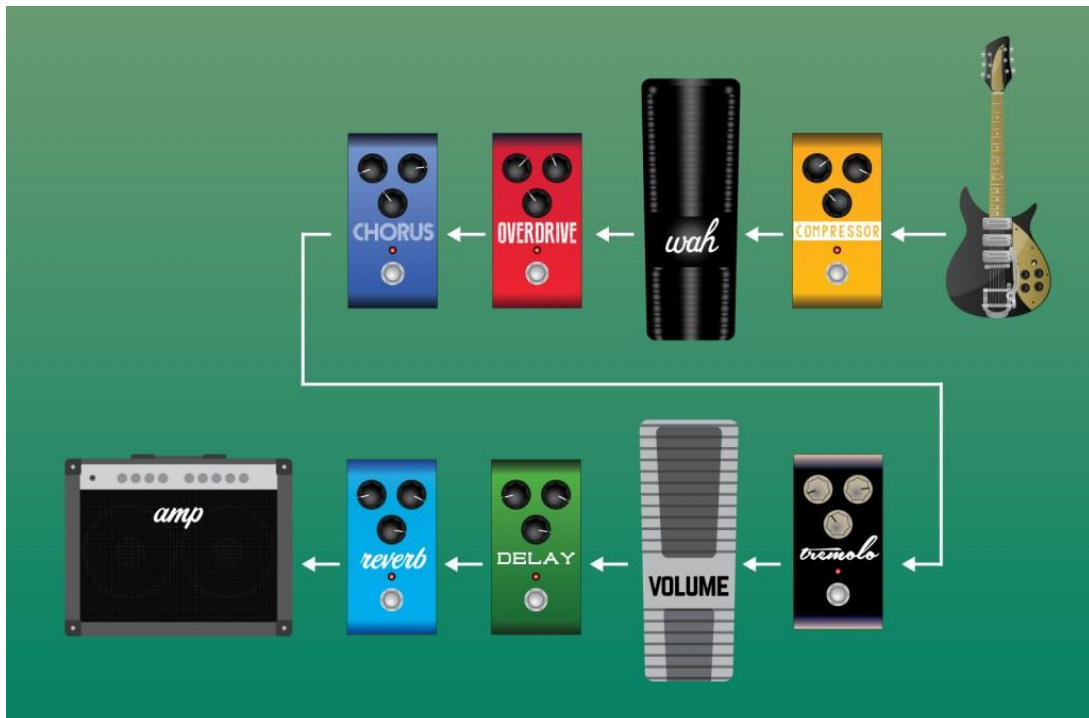 CHORUS
OVERDRIVE
wah
COMPRESSOR
amp
reverb
DELAY
VOLUME
tremolo